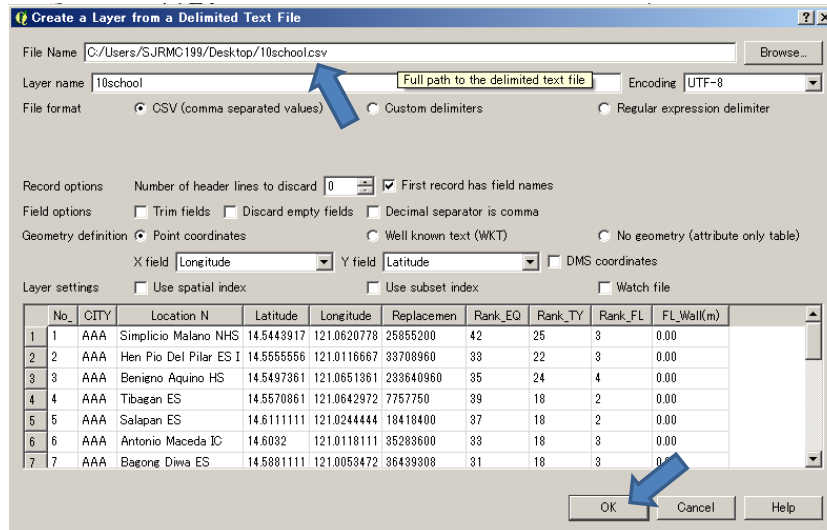 Create a Layer from a Delimited Text File
File Name C:/Users/SJRMC199/Desktop/10school.csv Browse...
Layer name 10school Full path to the delimited text file Encoding UTF-8
File format CSV (comma separated values) Custom delimiters Regular expression delimiter
Record options Number of header lines to discard 0 First record has field names
Field options Trim fields Discard empty fields Decimal separator is comma
Geometry definition Point coordinates Well known text (WKT) No geometry (attribute only table)
X field Longitude Y field Latitude DMS coordinates
Layer settings Use spatial index Use subset index Watch file
No_ CITY Location N Latitude Longitude Replacemen Rank_EQ Rank_TY Rank_FL FL_Wall(m)
1 1 AAA Simplicio Malano NHS 14.5443917 121.0620778 25855200 42 25 3 0.00
2 2 AAA Hen Pio Del Pilar ES I 14.5555556 121.0116667 33708960 33 22 3 0.00
3 3 AAA Benigno Aquino HS 14.5497361 121.0651361 233640960 35 24 4 0.00
4 4 AAA Tibagan ES 14.5570861 121.0642972 7757750 39 18 2 0.00
5 5 AAA Salapan ES 14.6111111 121.0244444 18418400 37 18 2 0.00
6 6 AAA Antonio Maceda IC 14.6032 121.0118111 35283600 33 18 3 0.00
7 7 AAA Bagong Diwa ES 14.5881111 121.0053472 36439308 31 18 3
OK Cancel Help